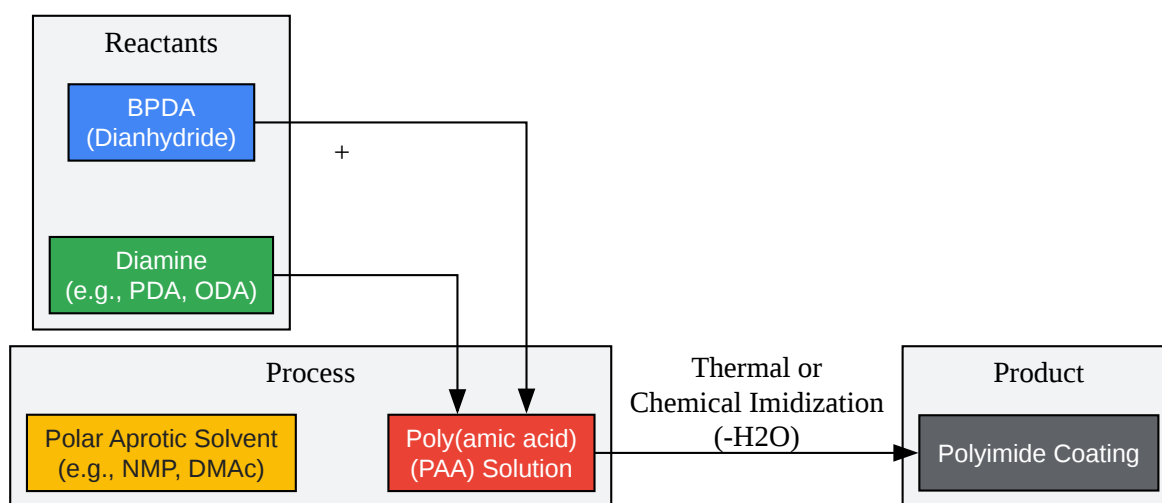 Reactants
BPDA
(Dianhydride)
+
Diamine
(e.g., PDA, ODA)
Process
Polar Aprotic Solvent
(e.g., NMP, DMAc)
Poly(amic acid)
(PAA) Solution
Thermal or
Chemical Imidization
(-H2O)
Product
Polyimide Coating